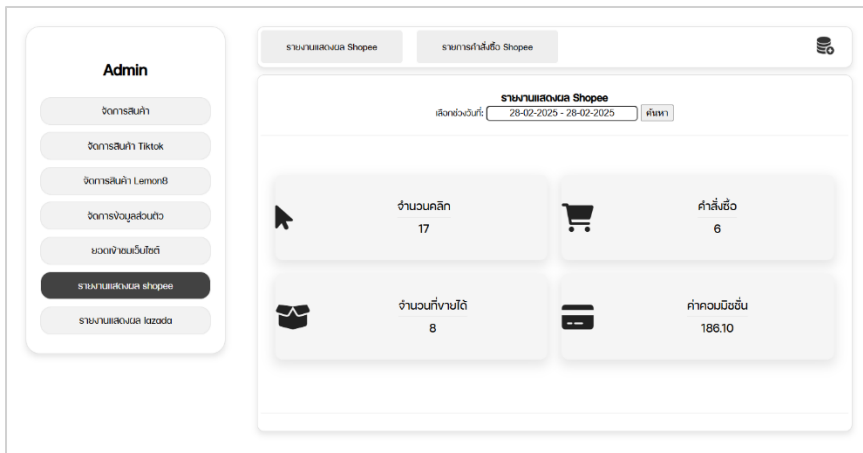 Admin
จัดการสินค้า
จัดการสินค้า Tiktok
จัดการสินค้า Lemon8
จัดการข้อมูลส่วนตัว
ยอดเข้าชมเว็บไซต์
รายงานแสดงผล shopee
รายงานแสดงผล lazada
รายงานแสดงผล Shopee
รายการคำสั่งซื้อ Shopee
รายงานแสดงผล Shopee
เลือกช่วงวันที่: 28-02-2025 - 28-02-2025 ค้นหา
จำนวนคลิก
17
คำสั่งซื้อ
6
จำนวนที่ขายได้
8
ค่าคอมมิชชั่น
186.10